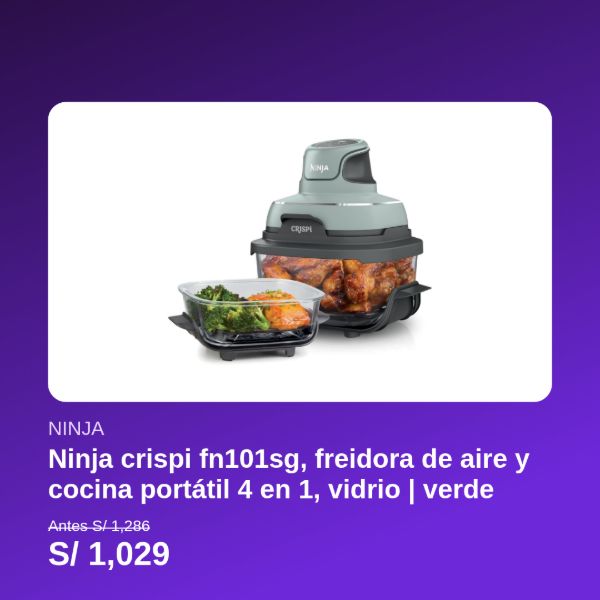 NINJA
CRISPi
NINJA
Ninja crispi fn101sg, freidora de aire y
cocina portátil 4 en 1, vidrio | verde
Antes S/ 1,286
S/ 1,029